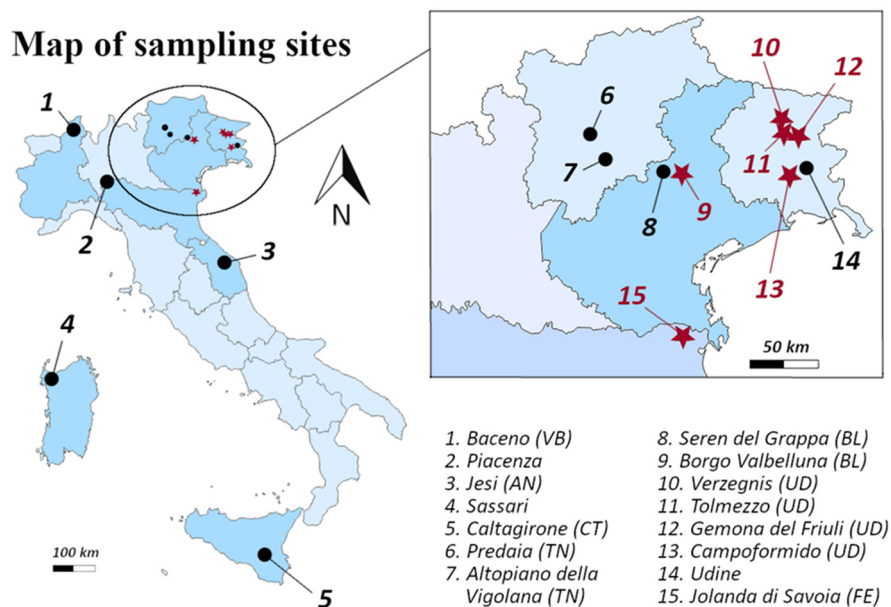 Map of sampling sites
1
2
3
4
5
N
100 km
6
7
8
9
10
11
12
13
14
15
50 km
1. Baceno (VB)
2. Piacenza
3. Jesi (AN)
4. Sassari
5. Caltagirone (CT)
6. Predaia (TN)
7. Altopiano della
Vigolana (TN)
8. Seren del Grappa (BL)
9. Borgo Valbelluna (BL)
10. Verzegnis (UD)
11. Tolmezzo (UD)
12. Gemona del Friuli (UD)
13. Campoformido (UD)
14. Udine
15. Jolanda di Savoia (FE)